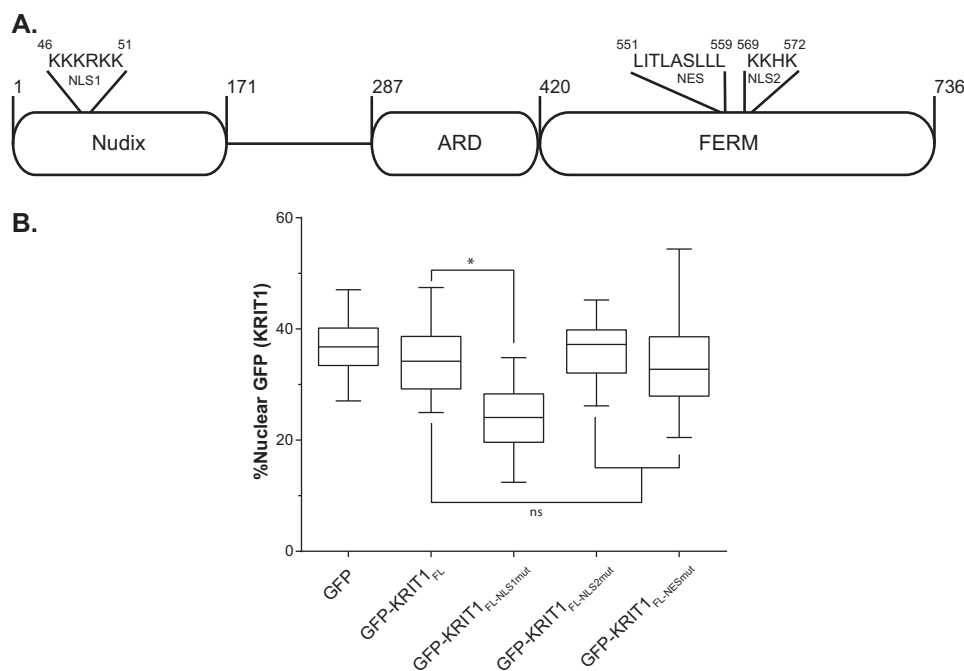 A.
46 51 551 559 569 572
KKKRKK LITLASLLL KKHK
NLS1 NES NLS2
1 171 287 420 736
Nudix ARD FERM
B.
60
40
20
0
%Nuclear GFP (KRIT1)
*
ns
GFP
GFP-KRIT1FL
GFP-KRIT1FL-NLS1mut
GFP-KRIT1FL-NLS2mut
GFP-KRIT1FL-NESmut